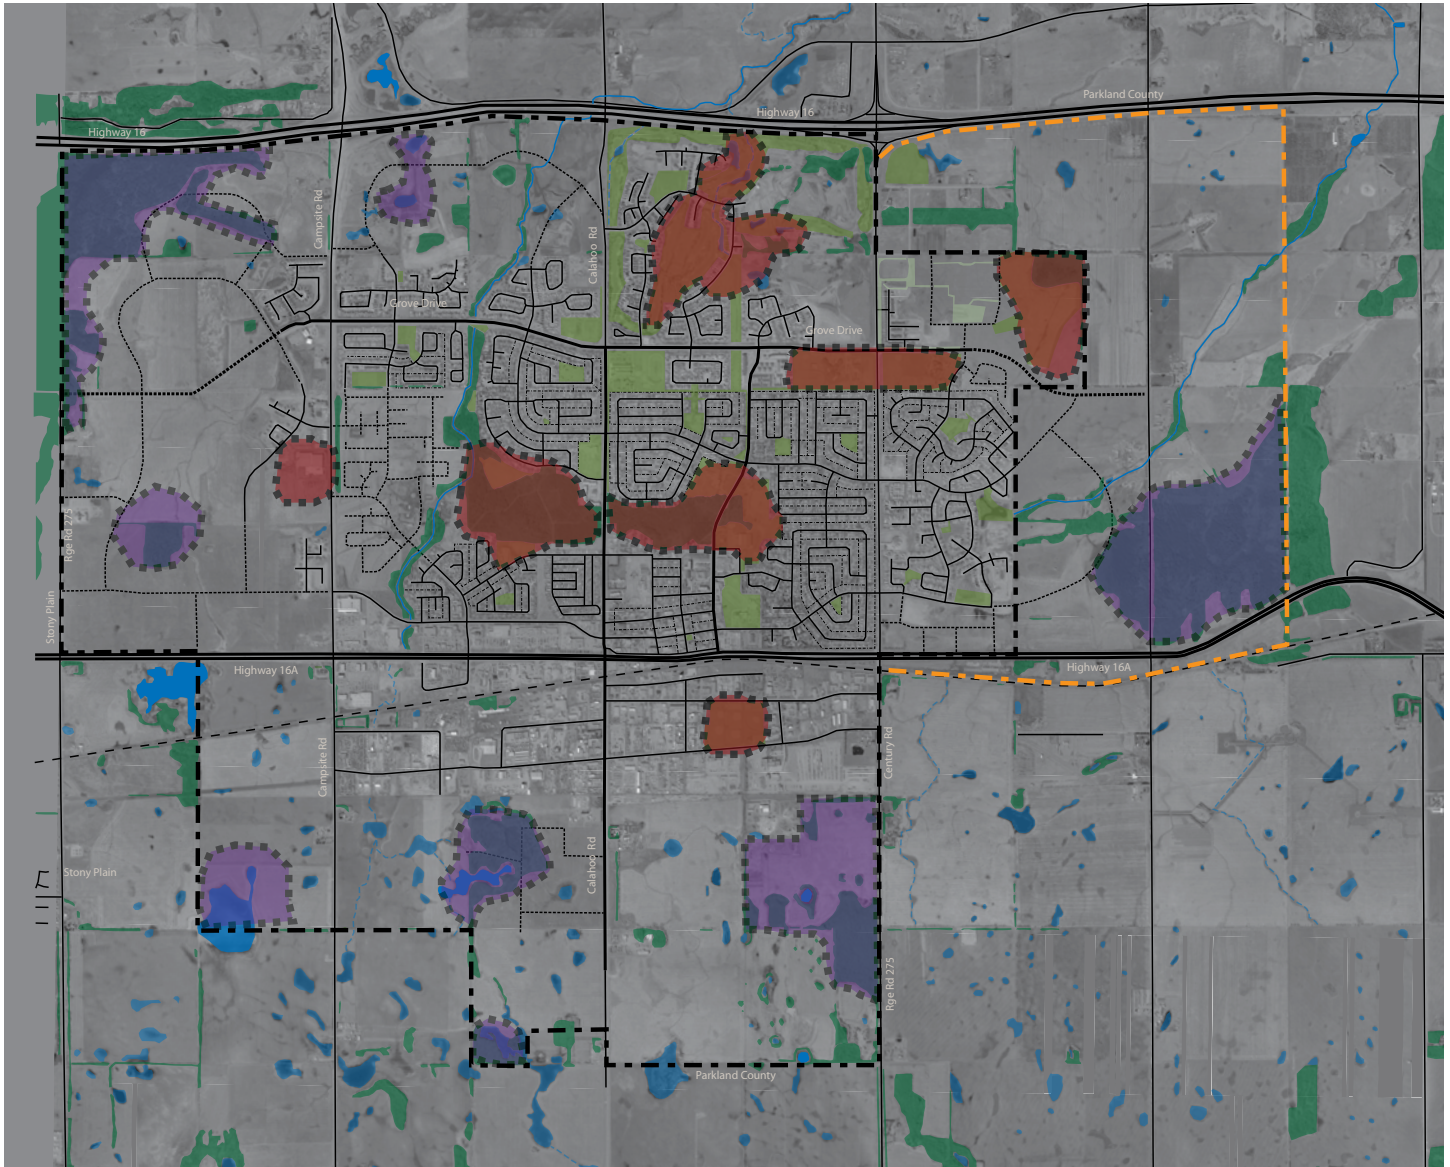 Parkland County
Highway 16
Highway 16
Campsite Rd
Calahoo Rd
Grove Drive
Grove Drive
Rge Rd 275
Stony Plain
Highway 16A
Highway 16A
Campsite Rd
Century Rd
Calahoo Rd
Stony Plain
Rge Rd 275
Parkland County